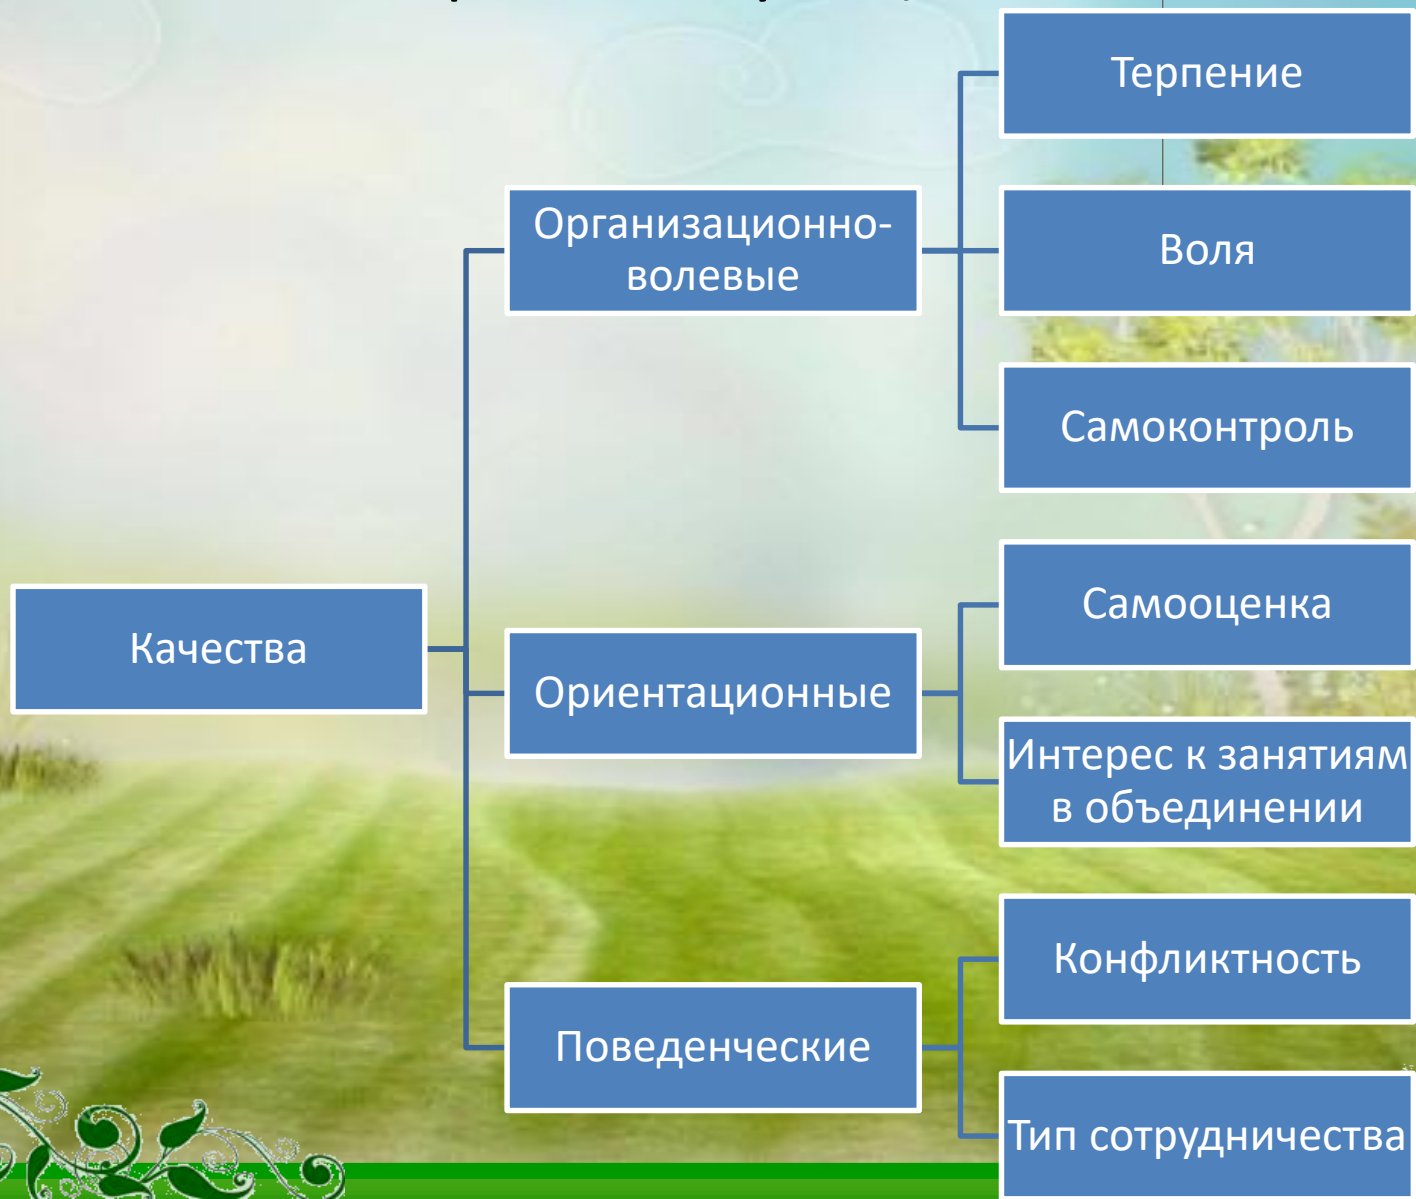 Терпение
Организационно-
волевые
Воля
Самоконтроль
Самооценка
Качества
Ориентационные
Интерес к занятиям
в объединении
Конфликтность
Поведенческие
Тип сотрудничества